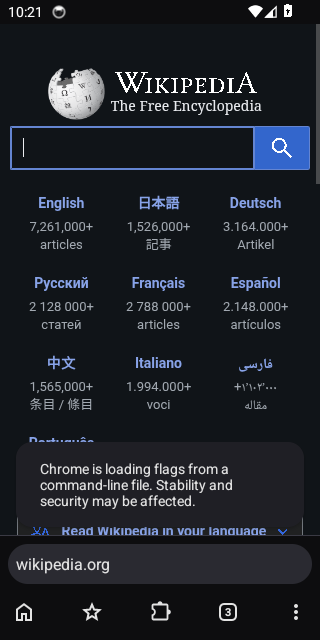 10:21
WIKIPEDIA
The Free Encyclopedia
English
7,261,000+
articles
日本語
1,526,000+
記事
Deutsch
3.164.000+
Artikel
Русский
2 128 000+
статей
Français
2 788 000+
articles
Español
2.148.000+
artículos
中文
1,565,000+
条目 / 條目
Italiano
1.994.000+
voci
فارسی
۱٬۱۰۲٬۰۰۰+
مقاله
Português
Chrome is loading flags from a
command-line file. Stability and
security may be affected.
Read Wikipedia in your language
wikipedia.org
3